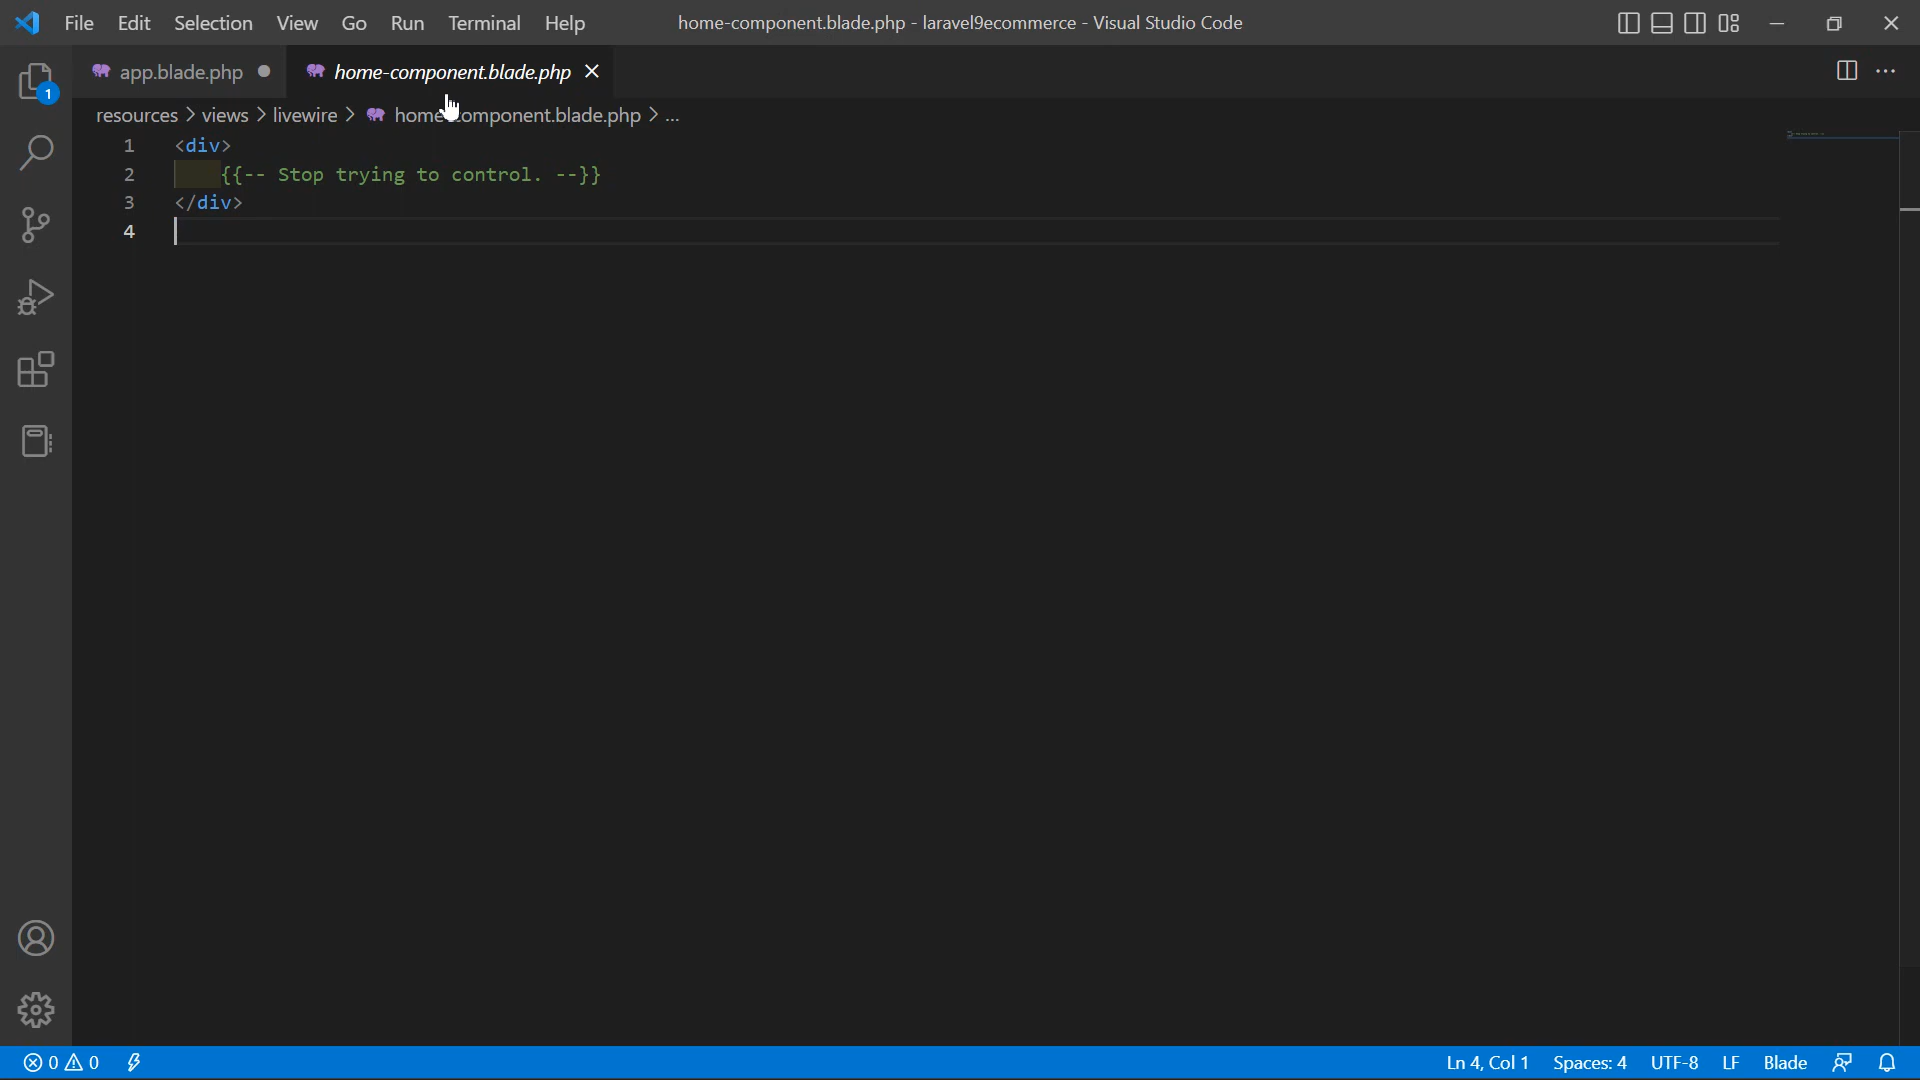 File Edit Selection View Go Run Terminal Help home-component.blade.php - laravel9ecommerce - Visual Studio Code
app.blade.php home-component.blade.php
1
resources > views > livewire > home component.blade.php > ...
1 <div>
2 {{-- Stop trying to control. --}}
3 </div>
4
0 0 Ln 4, Col 1 Spaces: 4 UTF-8 LF Blade